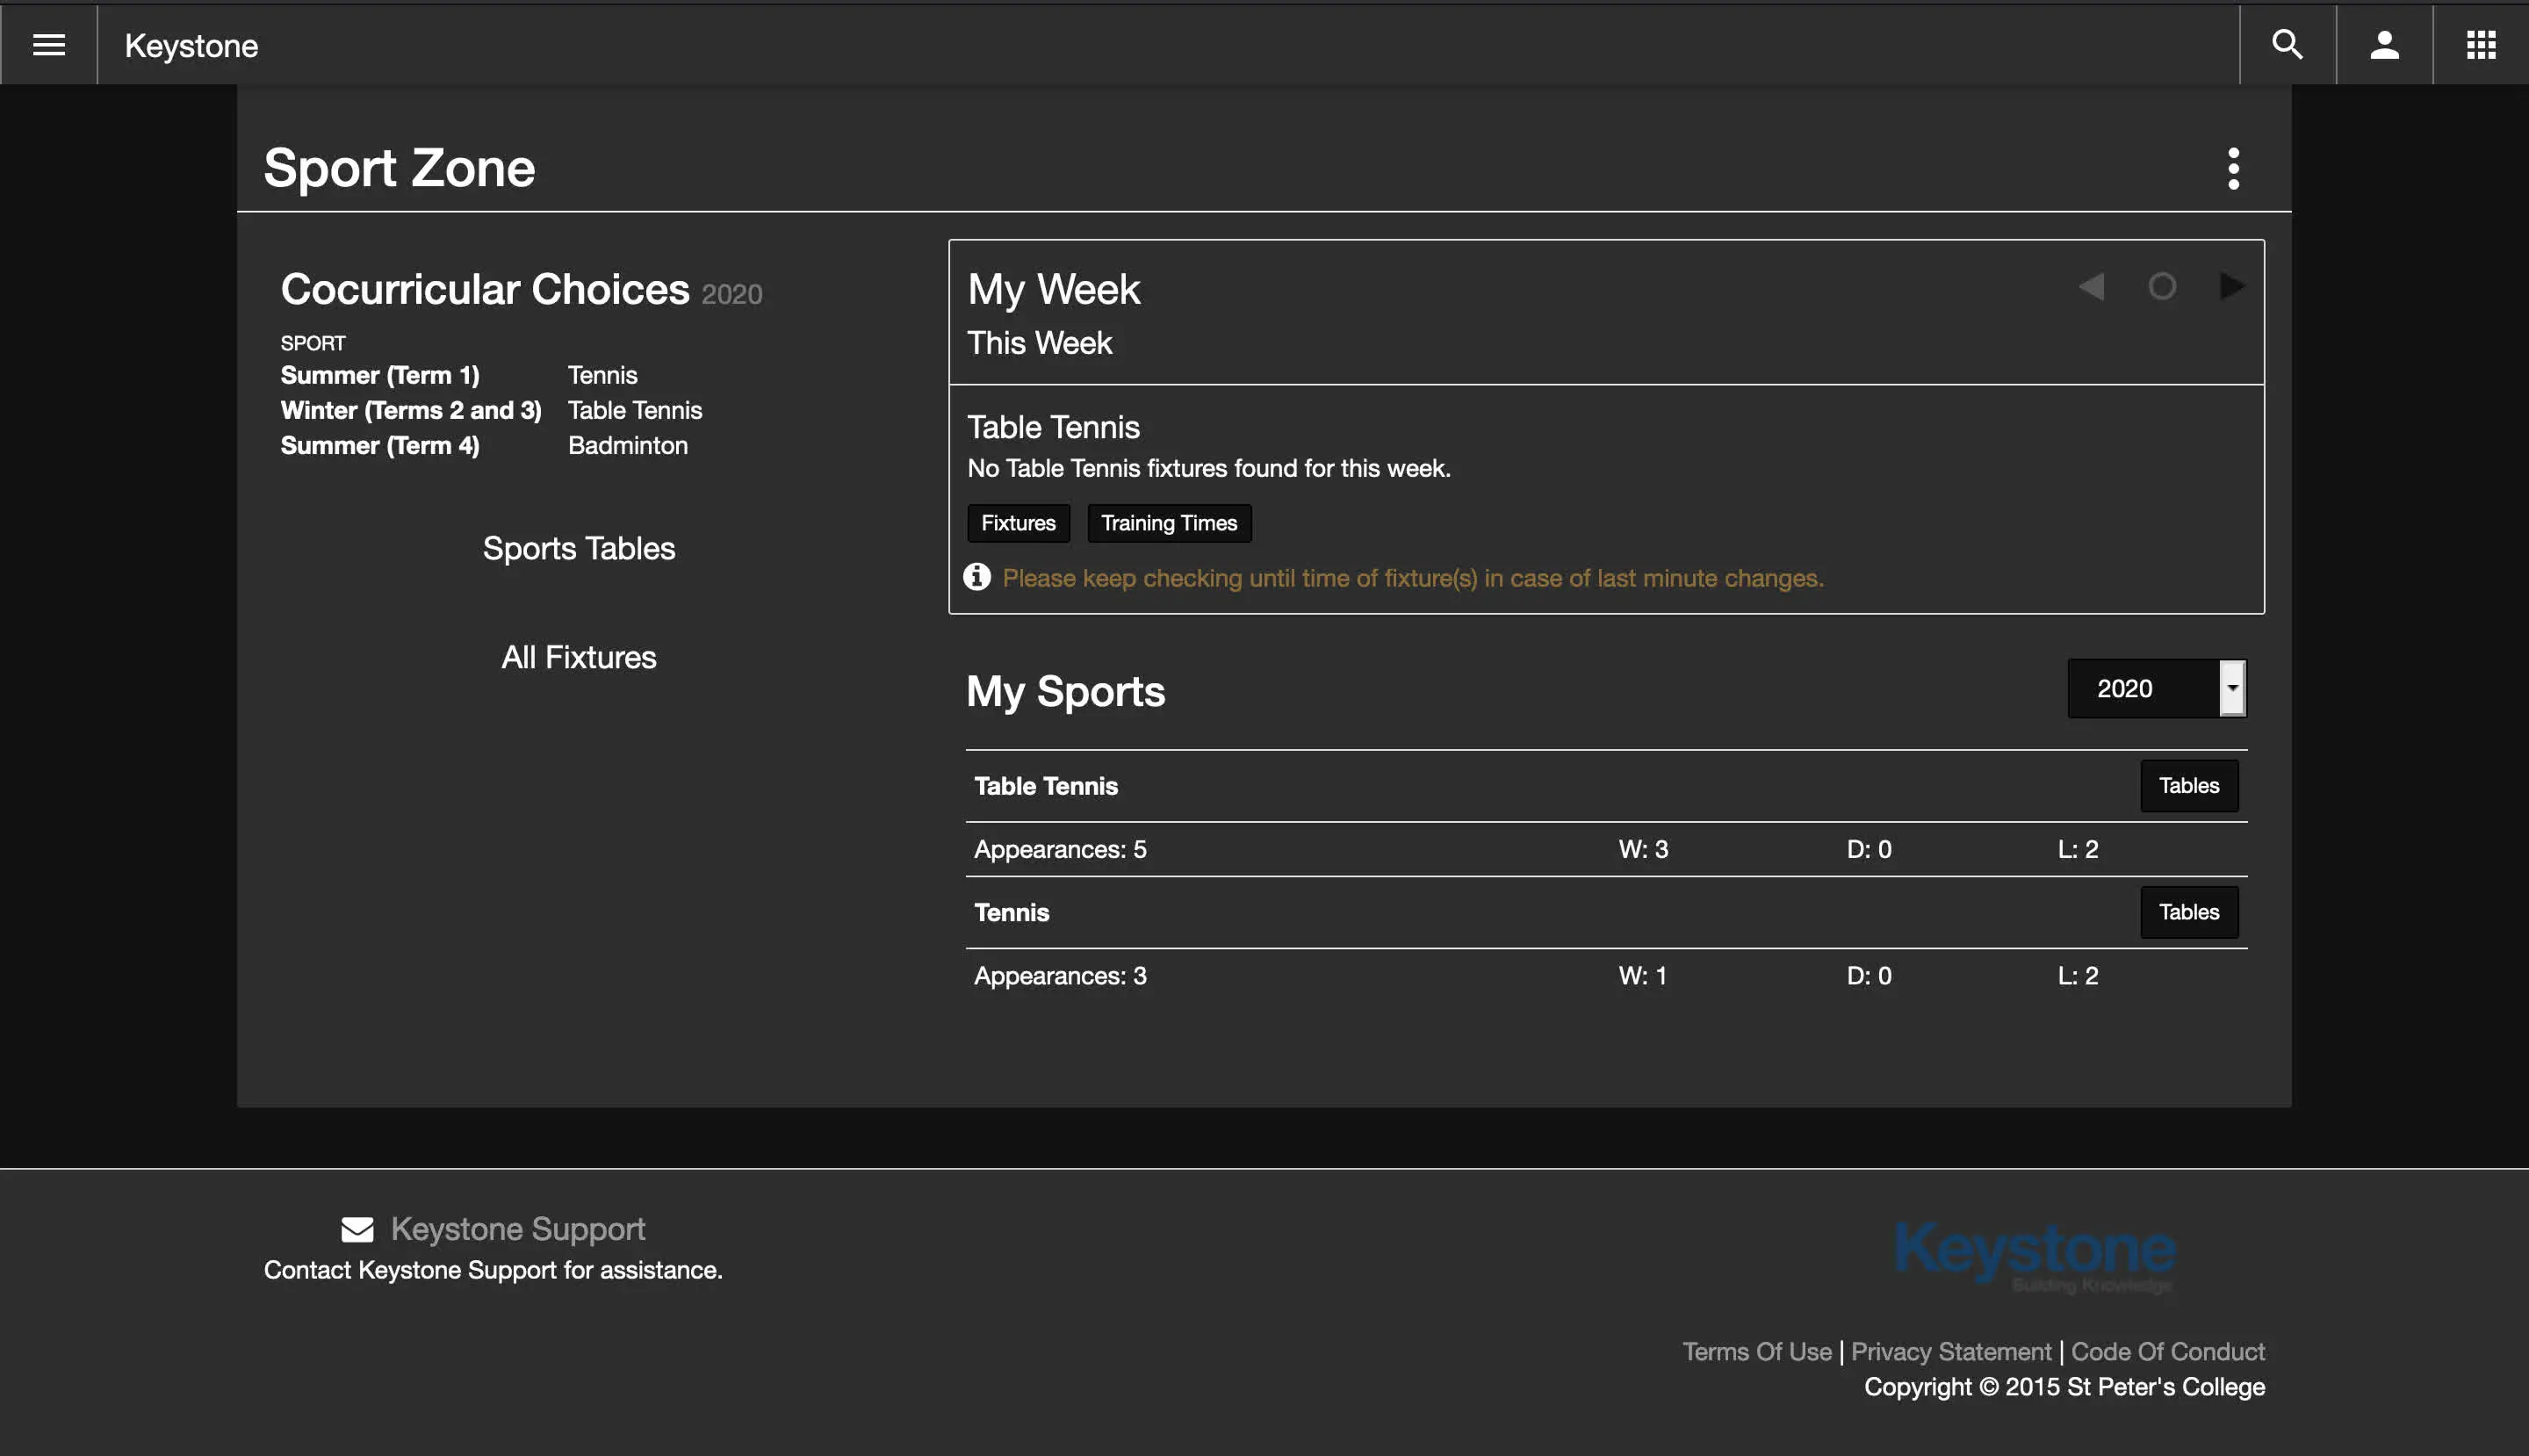 Keystone
Sport Zone
Cocurricular Choices 2020
SPORT
Summer (Term 1) Tennis
Winter (Terms 2 and 3) Table Tennis
Summer (Term 4) Badminton
Sports Tables
All Fixtures
My Week
This Week
Table Tennis
No Table Tennis fixtures found for this week.
Fixtures Training Times
Please keep checking until time of fixture(s) in case of last minute changes.
My Sports 2020
Table Tennis Tables
Appearances: 5 W: 3 D: 0 L: 2
Tennis Tables
Appearances: 3 W: 1 D: 0 L: 2
Keystone Support
Contact Keystone Support for assistance.
Keystone
Building Knowledge
Terms Of Use | Privacy Statement | Code Of Conduct
Copyright © 2015 St Peter's College